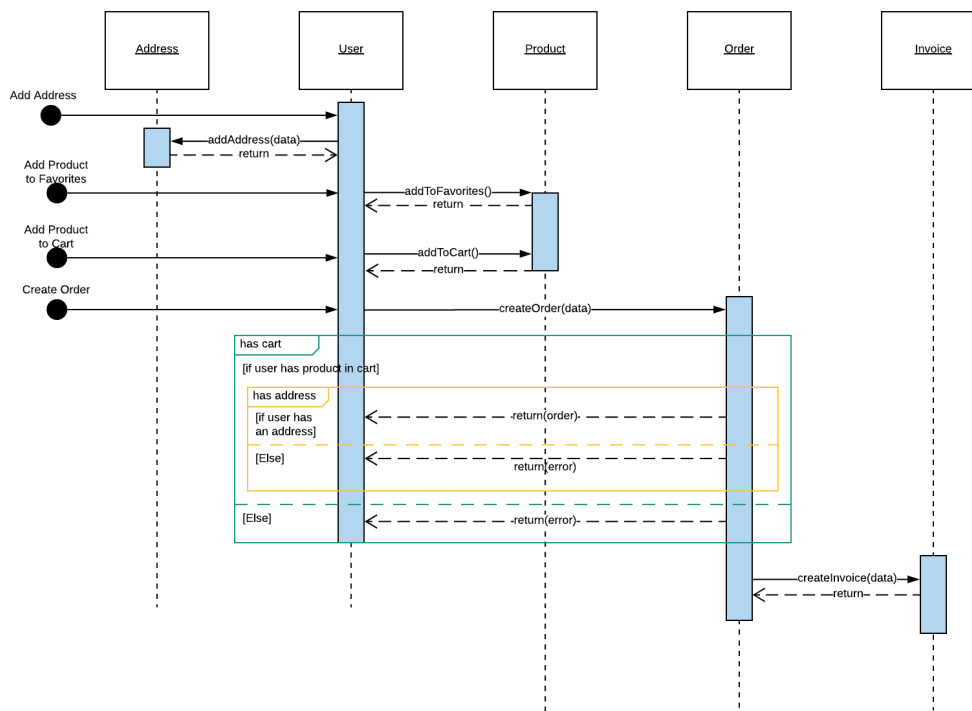 Address
User
Product
Order
Invoice
Add Address
addAddress(data)
return
Add Product
to Favorites
addToFavorites()
return
Add Product
to Cart
addToCart()
return
Create Order
createOrder(data)
has cart
[if user has product in cart]
has address
[if user has
an address]
return(order)
[Else]
return(error)
[Else]
return(error)
createInvoice(data)
return